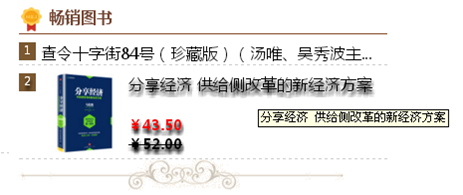 畅销图书
1 查令十字街84号（珍藏版）（汤唯、吴秀波主...
2 分享经济 供给侧改革的新经济方案
分享经济
￥43.50
￥52.00
分享经济 供给侧改革的新经济方案